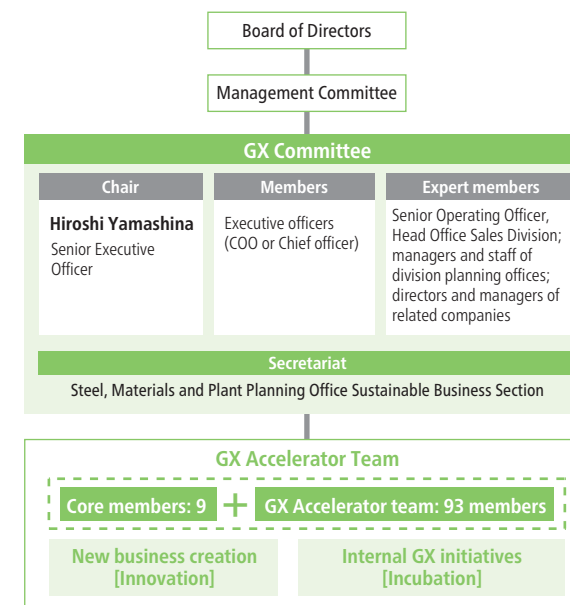 Board of Directors
Management Committee
GX Committee
Chair
Hiroshi Yamashina
Senior Executive
Officer
Members
Executive officers
(COO or Chief officer)
Expert members
Senior Operating Officer,
Head Office Sales Division;
managers and staff of
division planning offices;
directors and managers of
related companies
Secretariat
Steel, Materials and Plant Planning Office Sustainable Business Section
GX Accelerator Team
Core members: 9 + GX Accelerator team: 93 members
New business creation
[Innovation]
Internal GX initiatives
[Incubation]